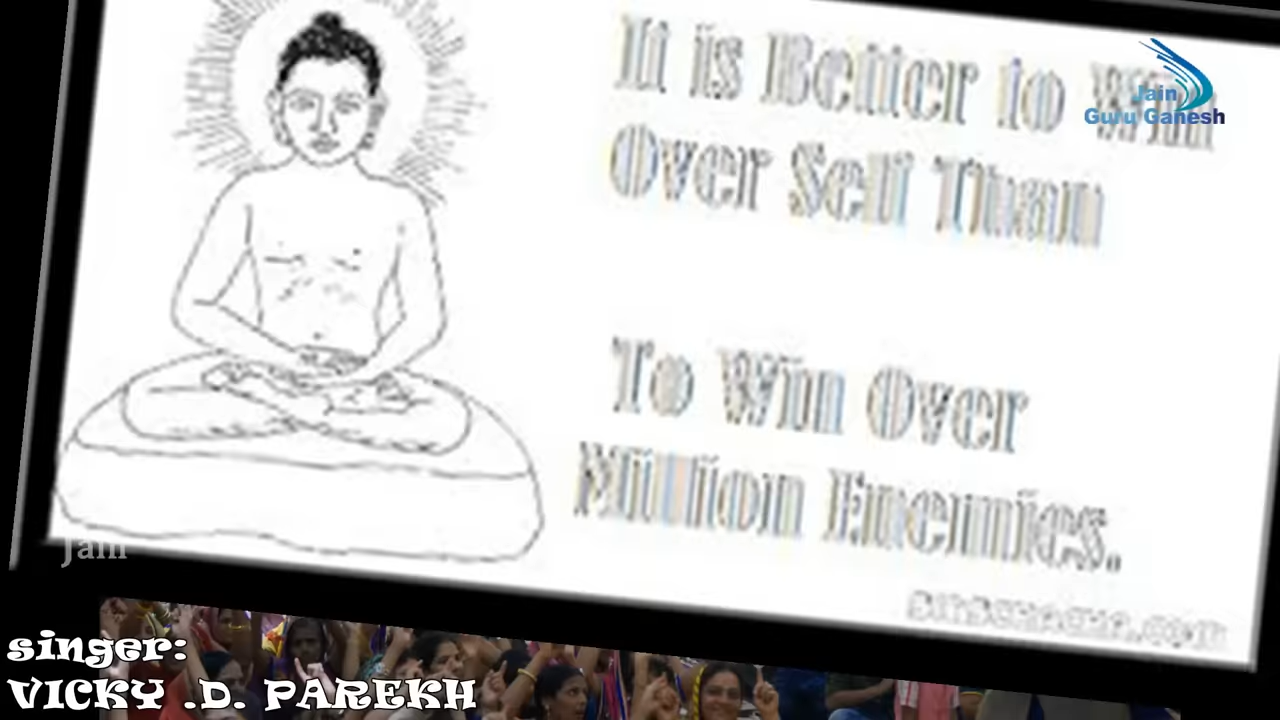 It is Better to Win
Over Self Than
To Win Over
Million Enemies.
Jain
Guru Ganesh
Jain
singer:
VICKY .D. PAREKH